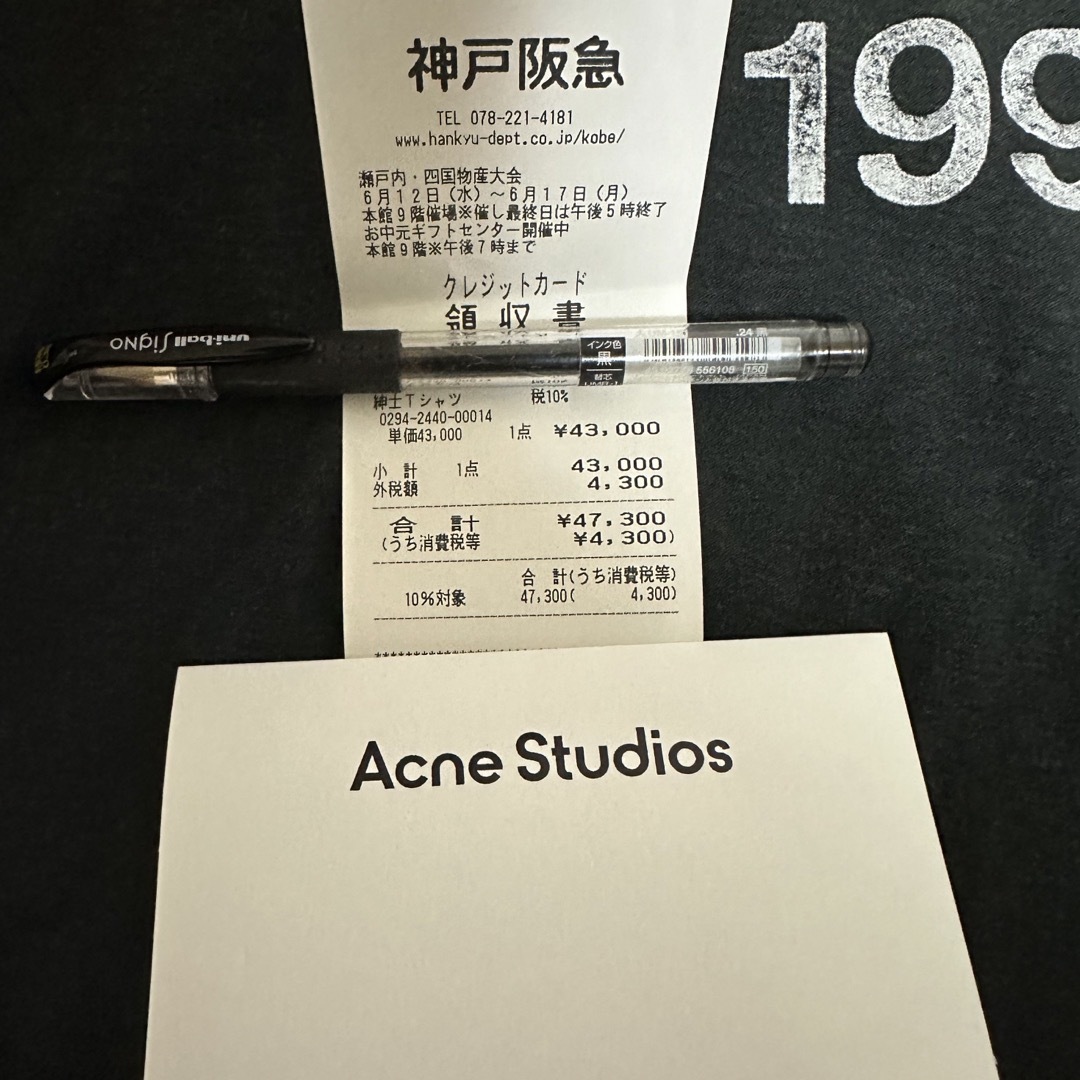 199
神戸阪急
TEL 078-221-4181
www.hankyu-dept.co.jp/kobe/
瀬戸内・四国物産大会
6月12日(水)~6月17日(月)
本館9階催場※催し最終日は午後5時終了
お中元ギフトセンター開催中
本館9階※午後7時まで
クレジットカード
領収書
uni-ball SigNO
インク色
黒
替芯
UMR-1
.24 黒
556108 [150]
紳士Tシャツ 税10%
0294-2440-00014
単価43,000 1点 ¥43,000
小 計 1点 43,000
外税額 4,300
合 計 ¥47,300
(うち消費税等 ¥4,300)
合 計(うち消費税等)
10%対象 47,300( 4,300)
Acne Studios